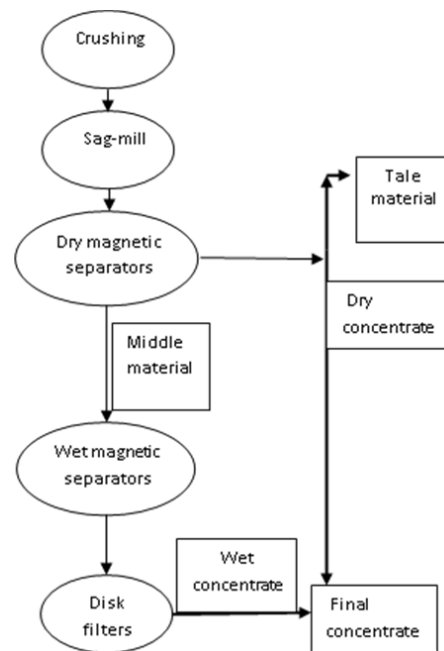 Crushing
Sag-mill
Tale
material
Dry magnetic
separators
Dry
concentrate
Middle
material
Wet magnetic
separators
Wet
concentrate
Disk
filters
Final
concentrate